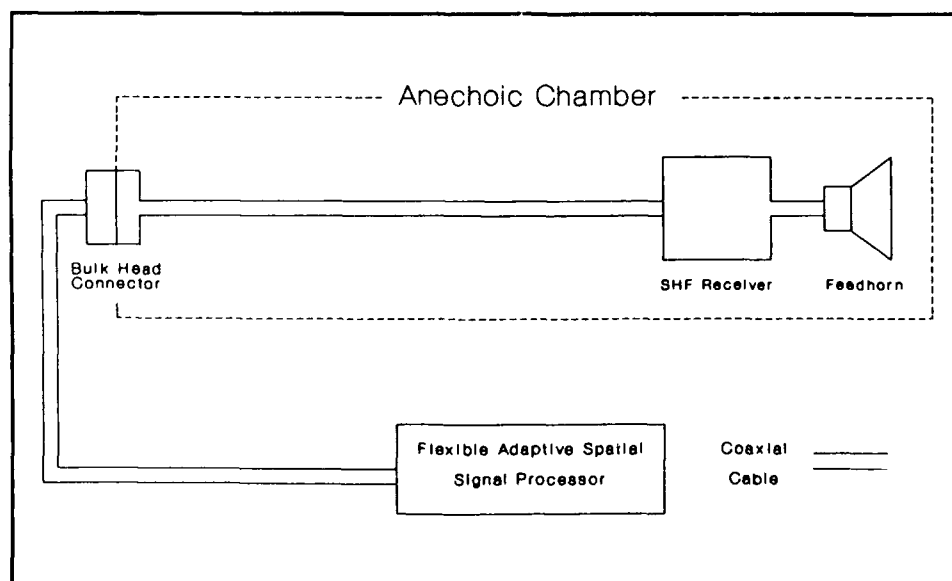 Anechoic Chamber
Bulk Head
Connector
SHF Receiver
Feedhorn
Flexible Adaptive Spatial
Signal Processor
Coaxial
Cable